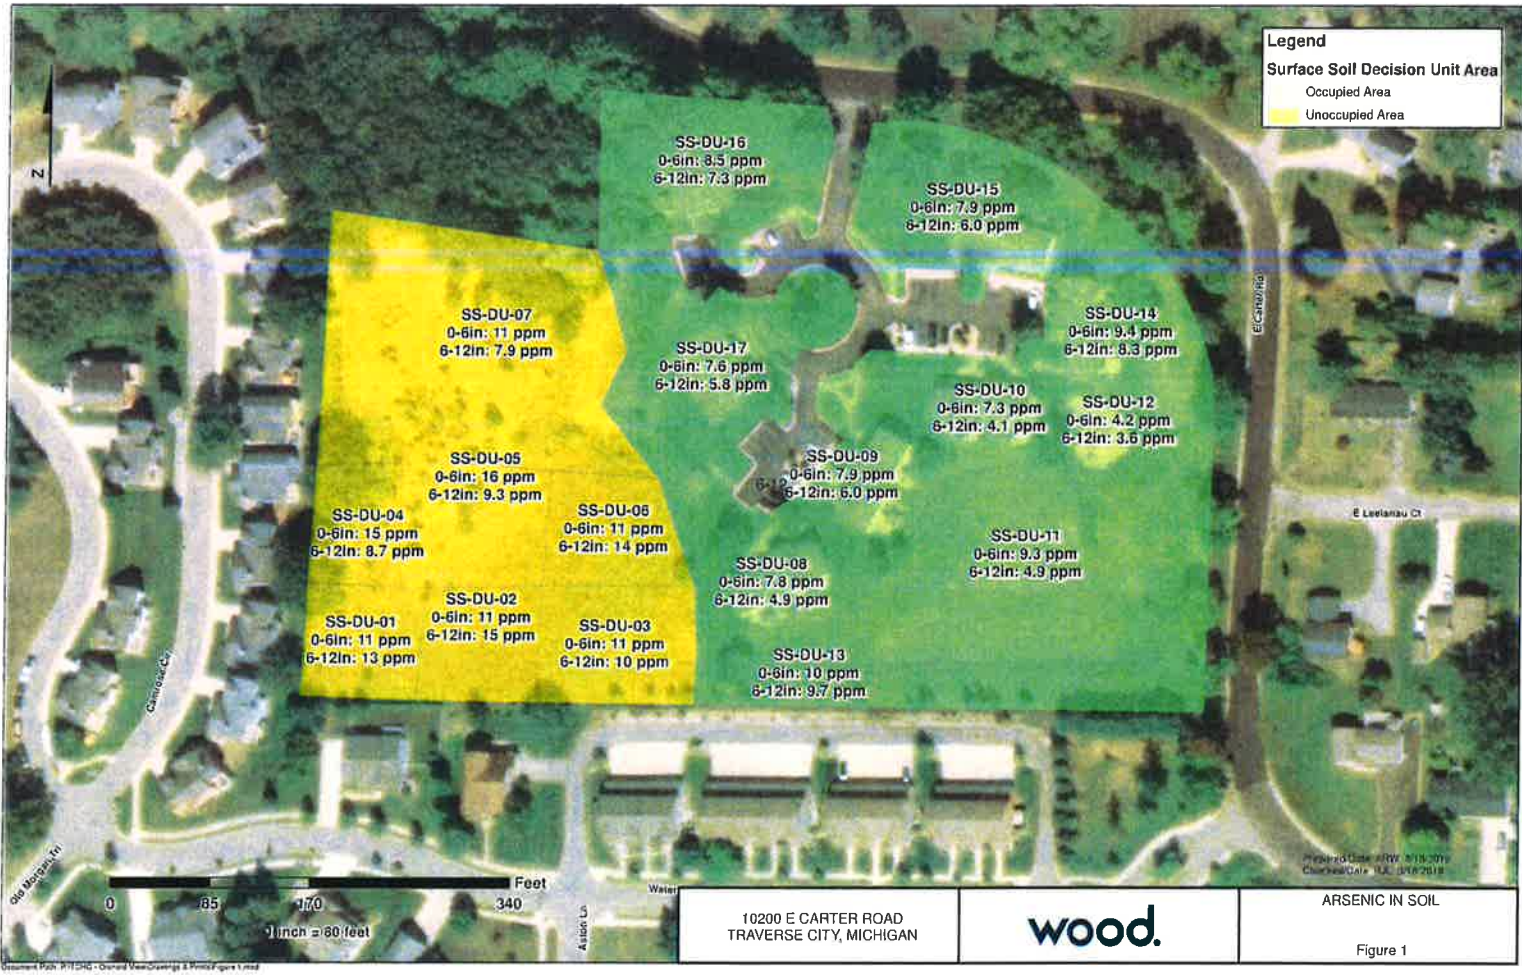 Legend
Surface Soil Decision Unit Area
Occupied Area
Unoccupied Area
N
SS-DU-16
0-6in: 8.5 ppm
6-12in: 7.3 ppm
SS-DU-15
0-6in: 7.9 ppm
6-12in: 6.0 ppm
SS-DU-07
0-6in: 11 ppm
6-12in: 7.9 ppm
SS-DU-17
0-6in: 7.6 ppm
6-12in: 5.8 ppm
SS-DU-14
0-6in: 9.4 ppm
6-12in: 8.3 ppm
SS-DU-10
0-6in: 7.3 ppm
6-12in: 4.1 ppm
SS-DU-12
0-6in: 4.2 ppm
6-12in: 3.6 ppm
E Carter Rd
SS-DU-05
0-6in: 16 ppm
6-12in: 9.3 ppm
SS-DU-09
0-6in: 7.9 ppm
6-12in: 6.0 ppm
6-12
SS-DU-04
0-6in: 15 ppm
6-12in: 8.7 ppm
SS-DU-06
0-6in: 11 ppm
6-12in: 14 ppm
E Leelanau Ct
SS-DU-11
0-6in: 9.3 ppm
6-12in: 4.9 ppm
SS-DU-08
0-6in: 7.8 ppm
6-12in: 4.9 ppm
SS-DU-01
0-6in: 11 ppm
6-12in: 13 ppm
SS-DU-02
0-6in: 11 ppm
6-12in: 15 ppm
SS-DU-03
0-6in: 11 ppm
6-12in: 10 ppm
SS-DU-13
0-6in: 10 ppm
6-12in: 9.7 ppm
Old Morgan Trl
Feet
0 85 170 340
1 inch = 80 feet
Aston Ln
Water
10200 E CARTER ROAD
TRAVERSE CITY, MICHIGAN
wood.
ARSENIC IN SOIL
Figure 1